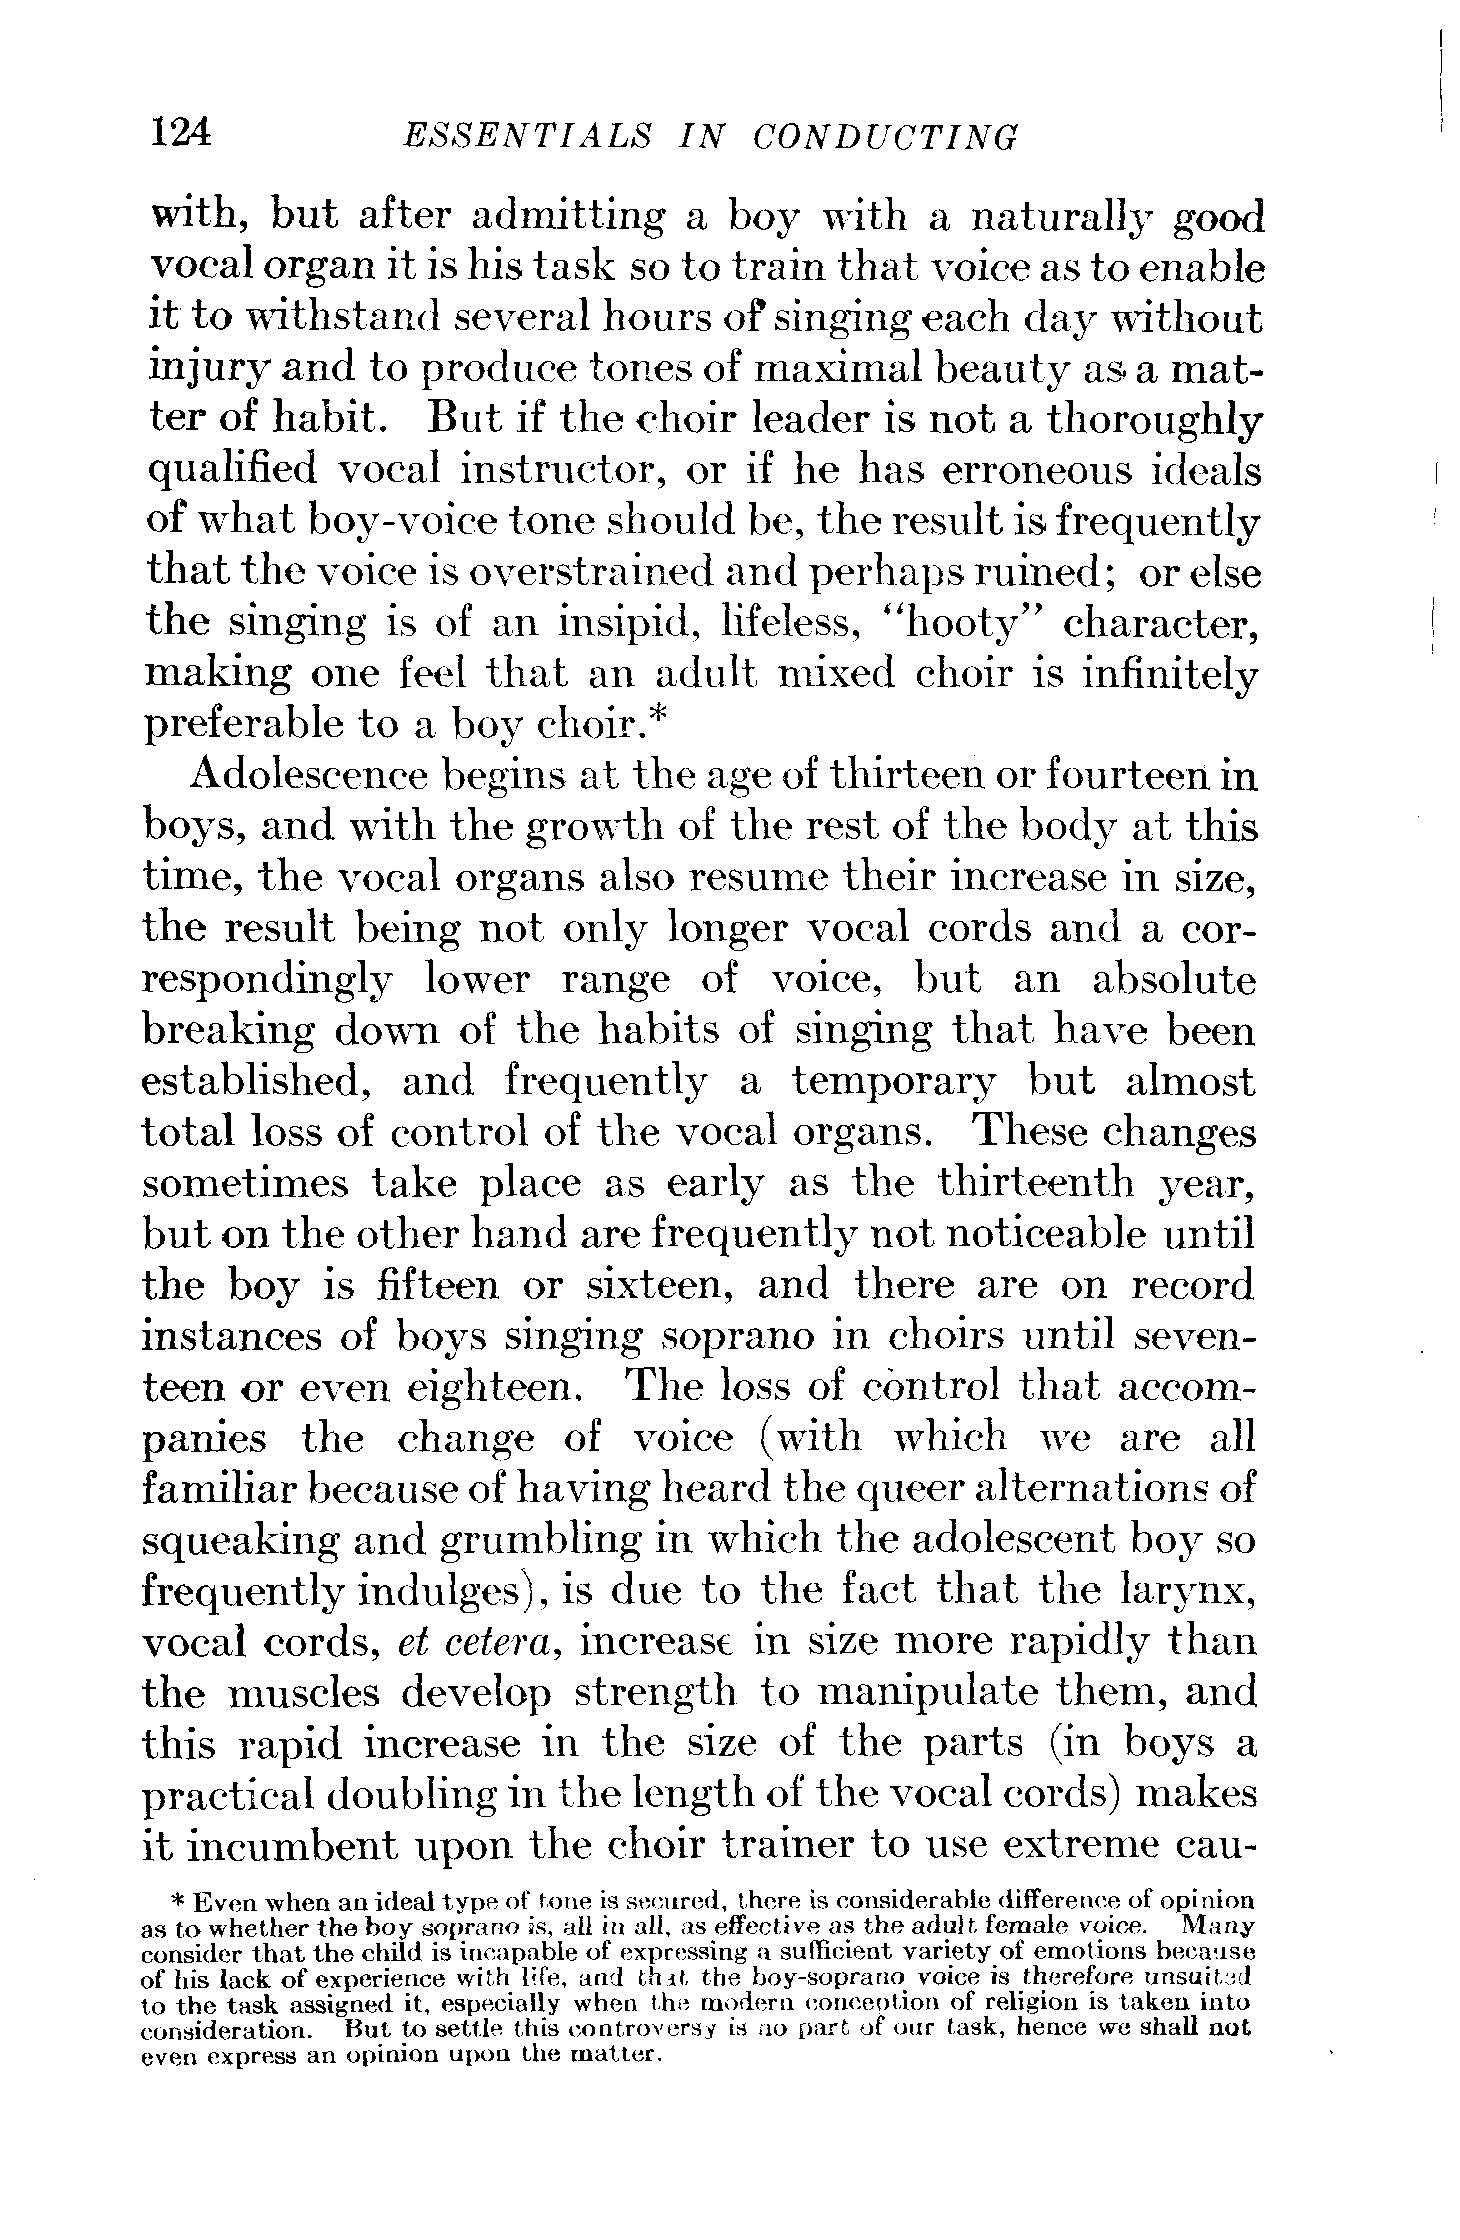 124 ESSENTIALS IN CONDUCTING
with, but after admitting a boy with a naturally good
vocal organ it is his task so to train that voice as to enable
it to withstand several hours of singing each day without
injury and to produce tones of maximal beauty as a mat-
ter of habit. But if the choir leader is not a thoroughly
qualified vocal instructor, or if he has erroneous ideals
of what boy-voice tone should be, the result is frequently
that the voice is overstrained and perhaps ruined; or else
the singing is of an insipid, lifeless, “hooty” character,
making one feel that an adult mixed choir is infinitely
preferable to a boy choir.*
Adolescence begins at the age of thirteen or fourteen in
boys, and with the growth of the rest of the body at this
time, the vocal organs also resume their increase in size,
the result being not only longer vocal cords and a cor-
respondingly lower range of voice, but an absolute
breaking down of the habits of singing that have been
established, and frequently a temporary but almost
total loss of control of the vocal organs. These changes
sometimes take place as early as the thirteenth year,
but on the other hand are frequently not noticeable until
the boy is fifteen or sixteen, and there are on record
instances of boys singing soprano in choirs until seven-
teen or even eighteen. The loss of control that accom-
panies the change of voice (with which we are all
familiar because of having heard the queer alternations of
squeaking and grumbling in which the adolescent boy so
frequently indulges), is due to the fact that the larynx,
vocal cords, et cetera, increase in size more rapidly than
the muscles develop strength to manipulate them, and
this rapid increase in the size of the parts (in boys a
practical doubling in the length of the vocal cords) makes
it incumbent upon the choir trainer to use extreme cau-
* Even when an ideal type of tone is secured, there is considerable difference of opinion
as to whether the boy soprano is, all in all, as effective as the adult female voice. Many
consider that the child is incapable of expressing a sufficient variety of emotions because
of his lack of experience with life, and that the boy-soprano voice is therefore unsuited
to the task assigned it, especially when the modern conception of religion is taken into
consideration. But to settle this controversy is no part of our task, hence we shall not
even express an opinion upon the matter.